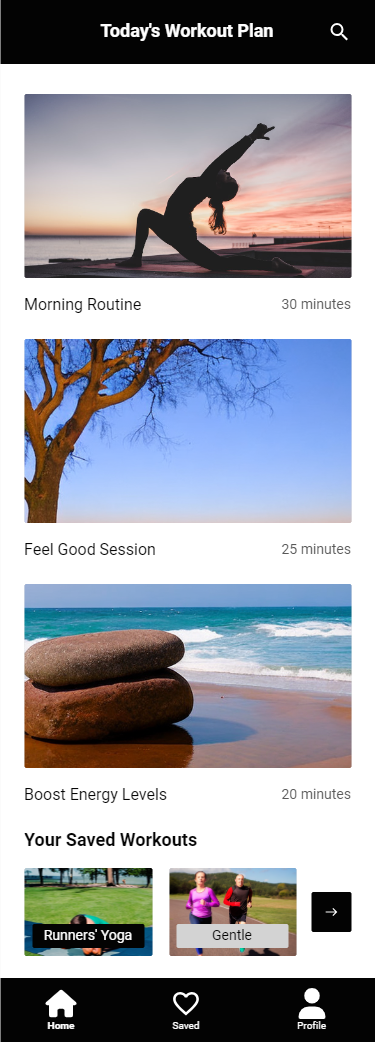 Today's Workout Plan
Morning Routine 30 minutes
Feel Good Session 25 minutes
Boost Energy Levels 20 minutes
Your Saved Workouts
Runners' Yoga Gentle
Home Saved Profile